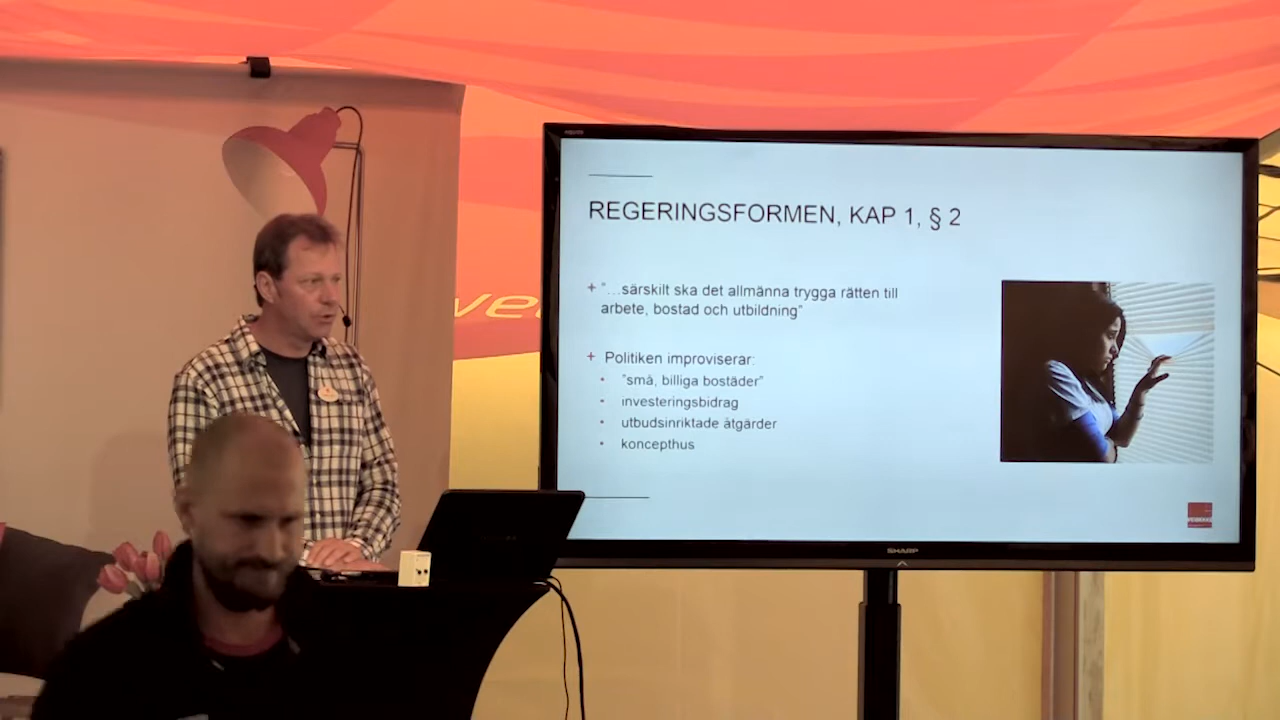 REGERINGSFORMEN, KAP 1, § 2
+ "…särskilt ska det allmänna trygga rätten till
arbete, bostad och utbildning"
+ Politiken improviserar:
• "små, billiga bostäder"
• investeringsbidrag
• utbudsinriktade åtgärder
• koncepthus
SHARP